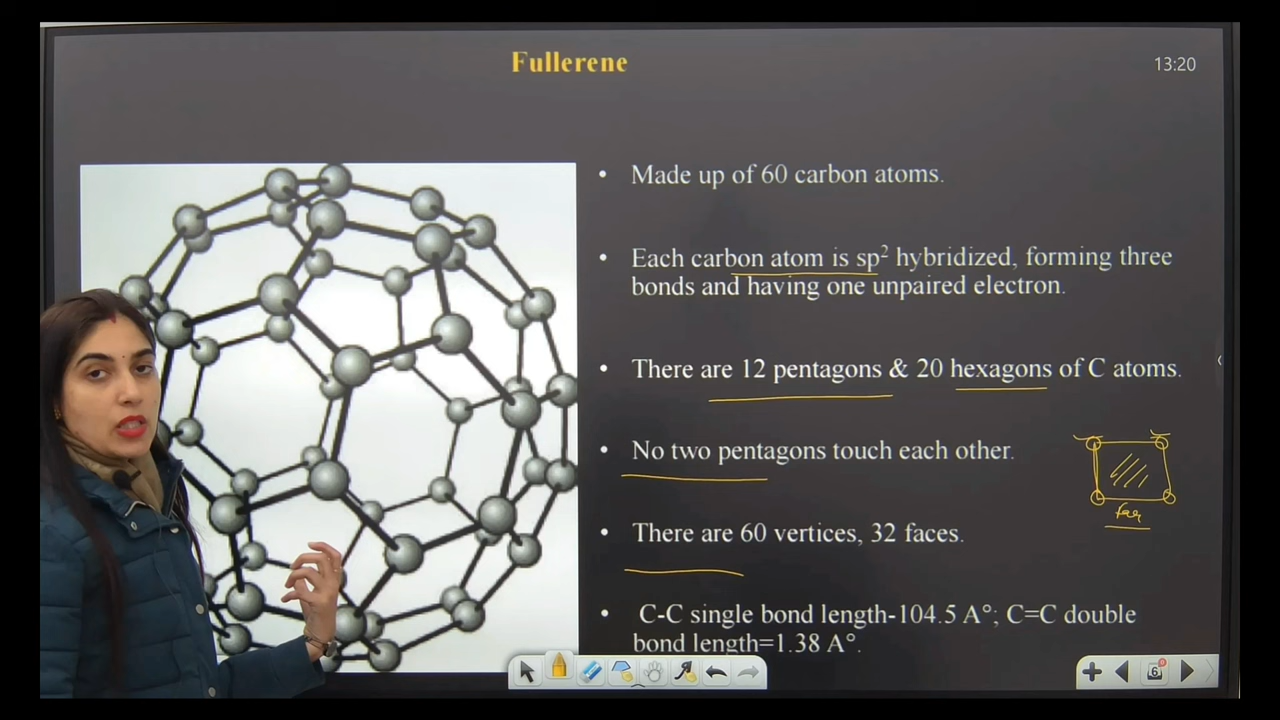 Fullerene
13:20
• Made up of 60 carbon atoms.
• Each carbon atom is sp² hybridized, forming three
bonds and having one unpaired electron.
• There are 12 pentagons & 20 hexagons of C atoms.
• No two pentagons touch each other.
• There are 60 vertices, 32 faces.
• C-C single bond length-104.5 A°; C=C double
bond length=1.38 A°.
6